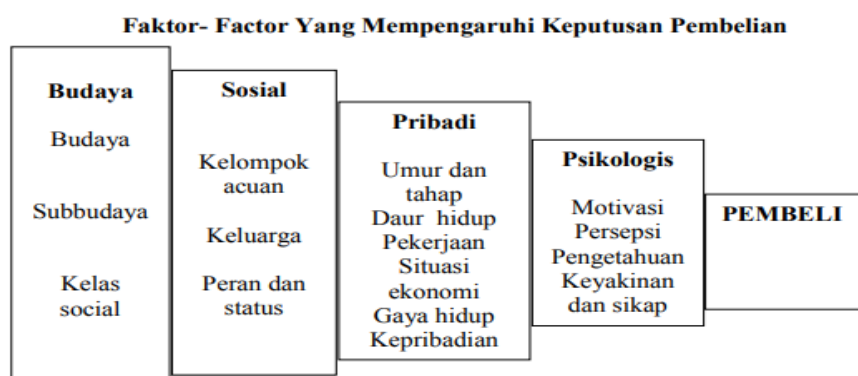 Faktor- Factor Yang Mempengaruhi Keputusan Pembelian
Budaya
Budaya
Subbudaya
Kelas
social
Sosial
Kelompok
acuan
Keluarga
Peran dan
status
Pribadi
Umur dan
tahap
Daur hidup
Pekerjaan
Situasi
ekonomi
Gaya hidup
Kepribadian
Psikologis
Motivasi
Persepsi
Pengetahuan
Keyakinan
dan sikap
PEMBELI